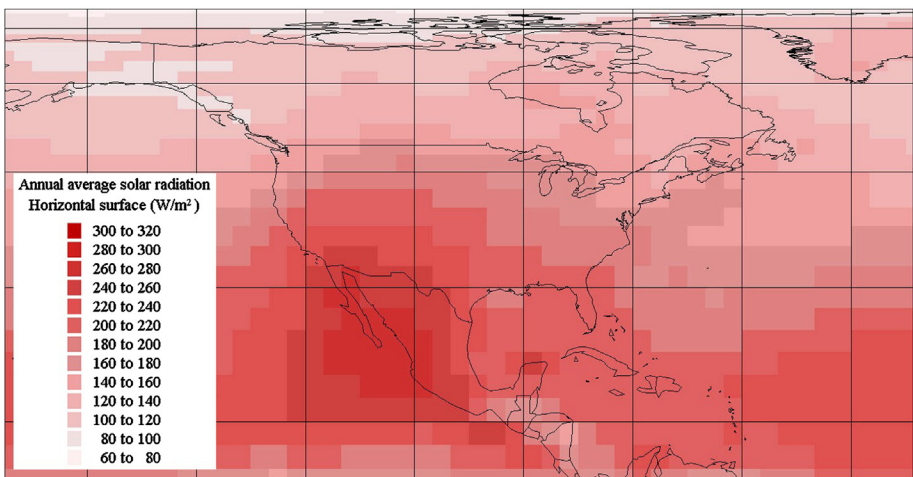 Annual average solar radiation
Horizontal surface (W/m²)
300 to 320
280 to 300
260 to 280
240 to 260
220 to 240
200 to 220
180 to 200
160 to 180
140 to 160
120 to 140
100 to 120
80 to 100
60 to 80